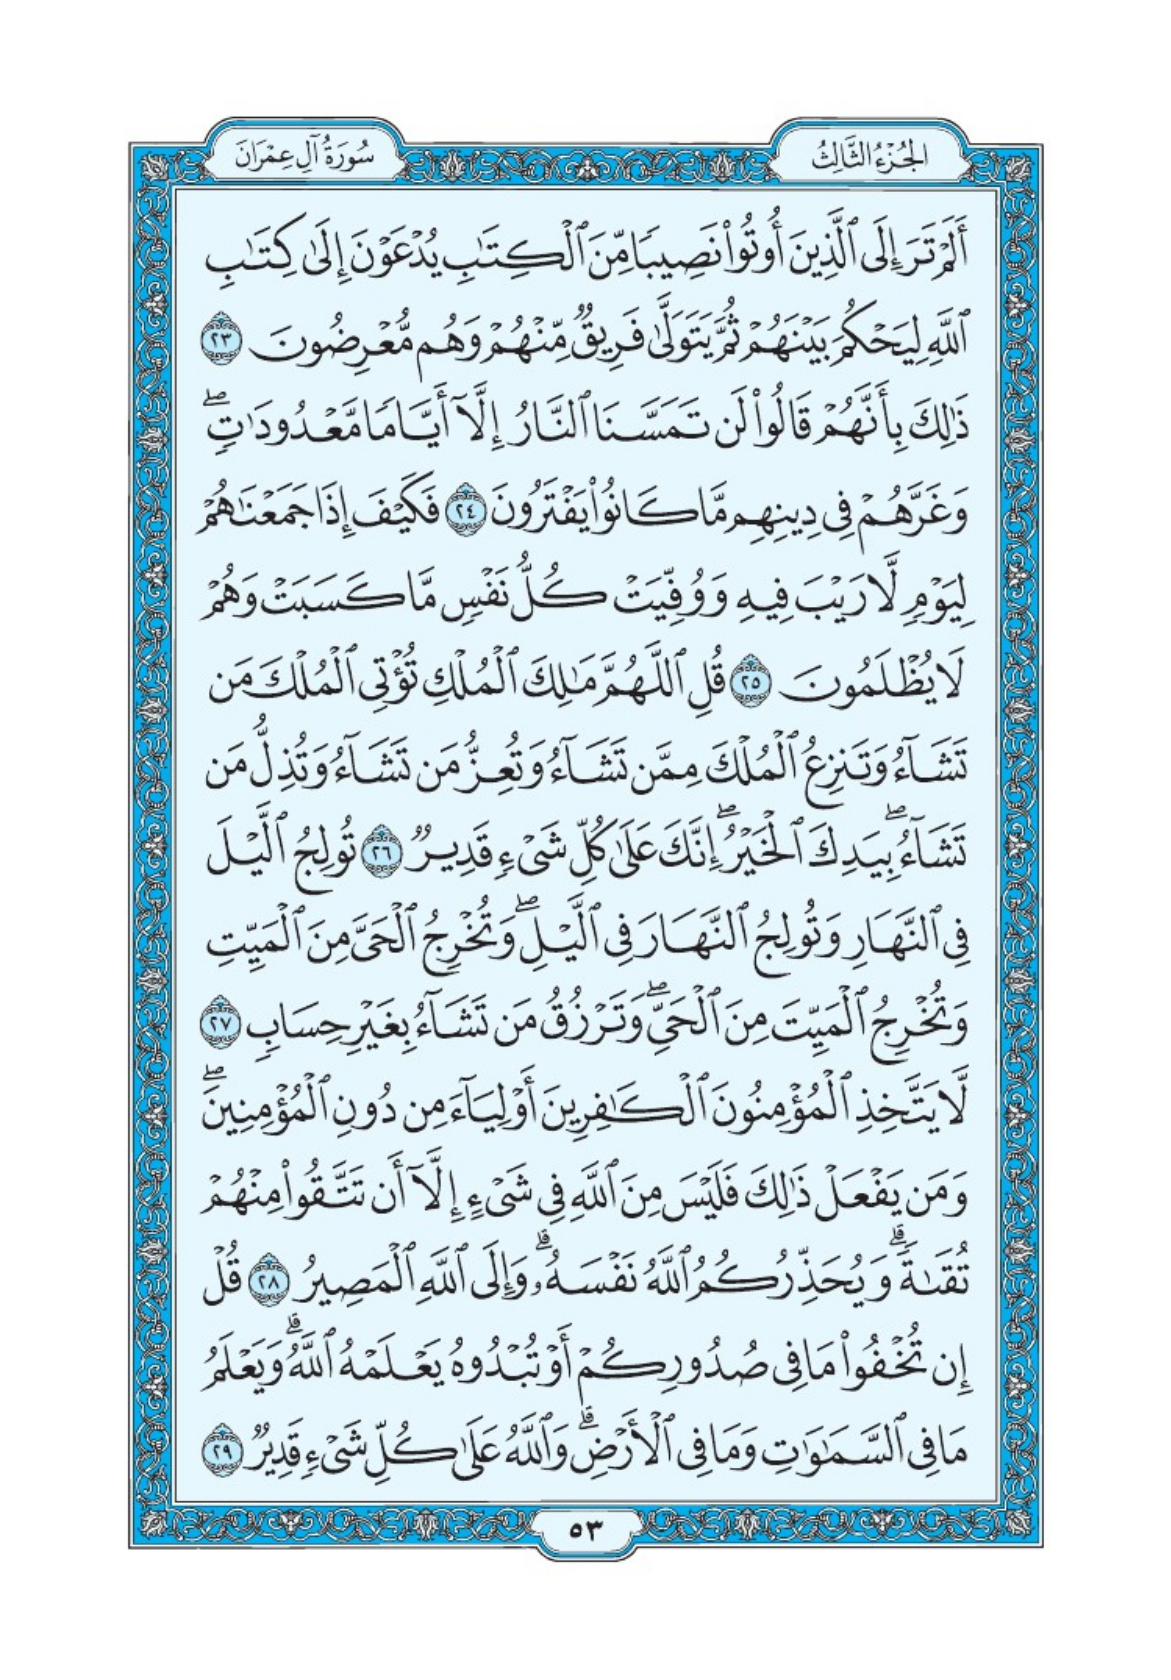 الجُزْءُ الثَّالِثُ
سُورَةُ آلِ عِمْرَانَ
أَلَمْ تَرَ إِلَى ٱلَّذِينَ أُوتُوا۟ نَصِيبًا مِّنَ ٱلْكِتَـٰبِ يُدْعَوْنَ إِلَىٰ كِتَـٰبِ
ٱللَّهِ لِيَحْكُمَ بَيْنَهُمْ ثُمَّ يَتَوَلَّىٰ فَرِيقٌ مِّنْهُمْ وَهُم مُّعْرِضُونَ ٢٣
ذَٰلِكَ بِأَنَّهُمْ قَالُوا۟ لَن تَمَسَّنَا ٱلنَّارُ إِلَّآ أَيَّامًا مَّعْدُودَٰتٍ ۖ
وَغَرَّهُمْ فِى دِينِهِم مَّا كَانُوا۟ يَفْتَرُونَ ٢٤ فَكَيْفَ إِذَا جَمَعْنَـٰهُمْ
لِيَوْمٍ لَّا رَيْبَ فِيهِ وَوُفِّيَتْ كُلُّ نَفْسٍ مَّا كَسَبَتْ وَهُمْ
لَا يُظْلَمُونَ ٢٥ قُلِ ٱللَّهُمَّ مَـٰلِكَ ٱلْمُلْكِ تُؤْتِى ٱلْمُلْكَ مَن
تَشَآءُ وَتَنزِعُ ٱلْمُلْكَ مِمَّن تَشَآءُ وَتُعِزُّ مَن تَشَآءُ وَتُذِلُّ مَن
تَشَآءُ ۖ بِيَدِكَ ٱلْخَيْرُ ۖ إِنَّكَ عَلَىٰ كُلِّ شَىْءٍ قَدِيرٌ ٢٦ تُولِجُ ٱلَّيْلَ
فِى ٱلنَّهَارِ وَتُولِجُ ٱلنَّهَارَ فِى ٱلَّيْلِ ۖ وَتُخْرِجُ ٱلْحَىَّ مِنَ ٱلْمَيِّتِ
وَتُخْرِجُ ٱلْمَيِّتَ مِنَ ٱلْحَىِّ ۖ وَتَرْزُقُ مَن تَشَآءُ بِغَيْرِ حِسَابٍ ٢٧
لَّا يَتَّخِذِ ٱلْمُؤْمِنُونَ ٱلْكَـٰفِرِينَ أَوْلِيَآءَ مِن دُونِ ٱلْمُؤْمِنِينَ ۖ
وَمَن يَفْعَلْ ذَٰلِكَ فَلَيْسَ مِنَ ٱللَّهِ فِى شَىْءٍ إِلَّآ أَن تَتَّقُوا۟ مِنْهُمْ
تُقَىٰةً ۗ وَيُحَذِّرُكُمُ ٱللَّهُ نَفْسَهُۥ ۗ وَإِلَى ٱللَّهِ ٱلْمَصِيرُ ٢٨ قُلْ
إِن تُخْفُوا۟ مَا فِى صُدُورِكُمْ أَوْ تُبْدُوهُ يَعْلَمْهُ ٱللَّهُ ۗ وَيَعْلَمُ
مَا فِى ٱلسَّمَـٰوَٰتِ وَمَا فِى ٱلْأَرْضِ ۗ وَٱللَّهُ عَلَىٰ كُلِّ شَىْءٍ قَدِيرٌ ٢٩
٥٣